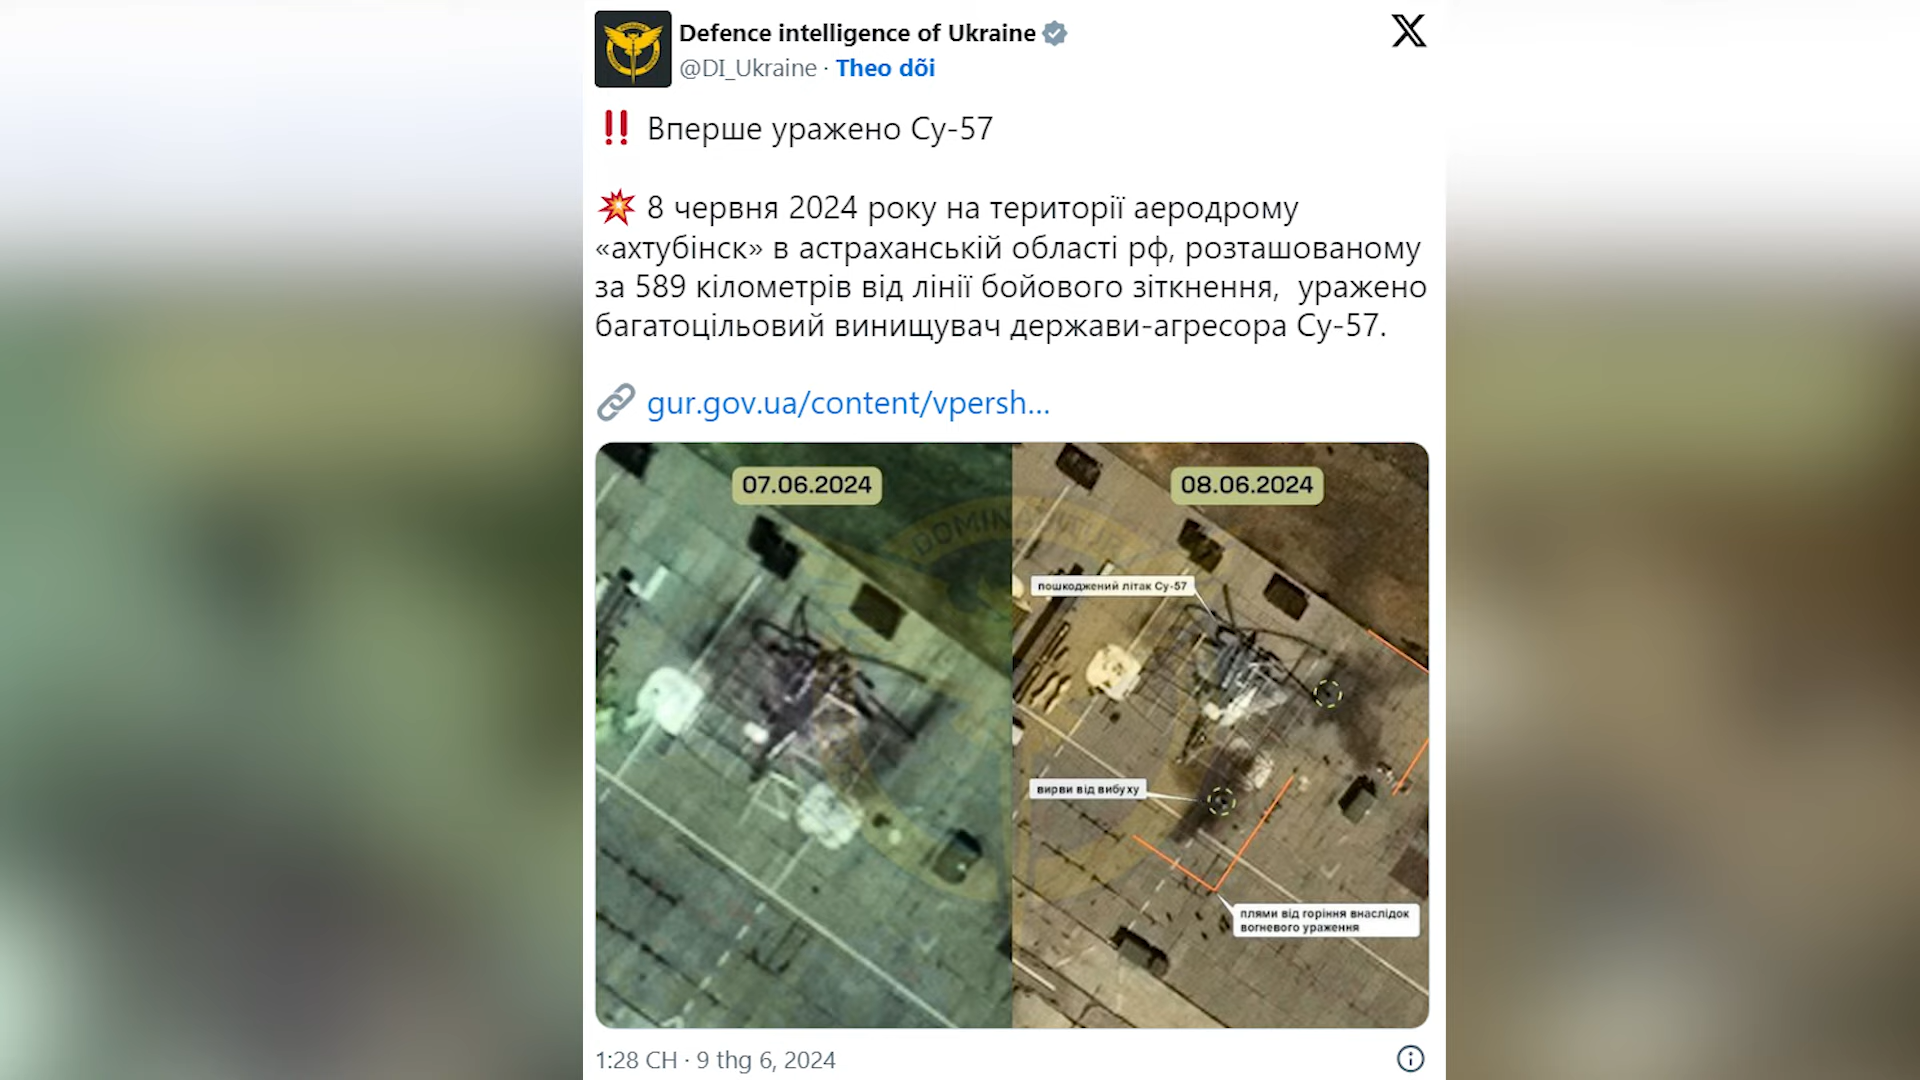 Defence intelligence of Ukraine
@DI_Ukraine · Theo dõi
‼ Вперше уражено Су-57
💥 8 червня 2024 року на території аеродрому
«ахтубінск» в астраханській області рф, розташованому
за 589 кілометрів від лінії бойового зіткнення, уражено
багатоцільовий винищувач держави-агресора Су-57.
🔗 gur.gov.ua/content/vpersh...
07.06.2024
08.06.2024
пошкоджений літак Су-57
вирви від вибуху
плями від горіння внаслідок
вогневого ураження
1:28 CH · 9 thg 6, 2024